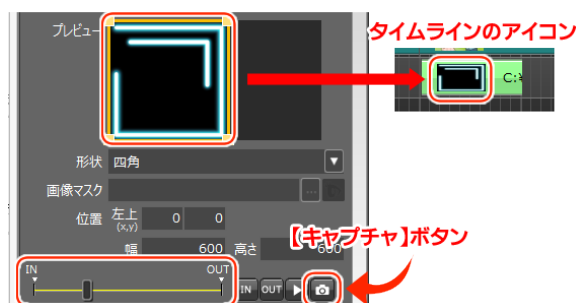 プレビュー
タイムラインのアイコン
C:¥
形状 四角
画像マスク ...
位置 左上 (x,y) 0 0
幅 600 高さ 600
【キャプチャ】ボタン
IN OUT
IN OUT